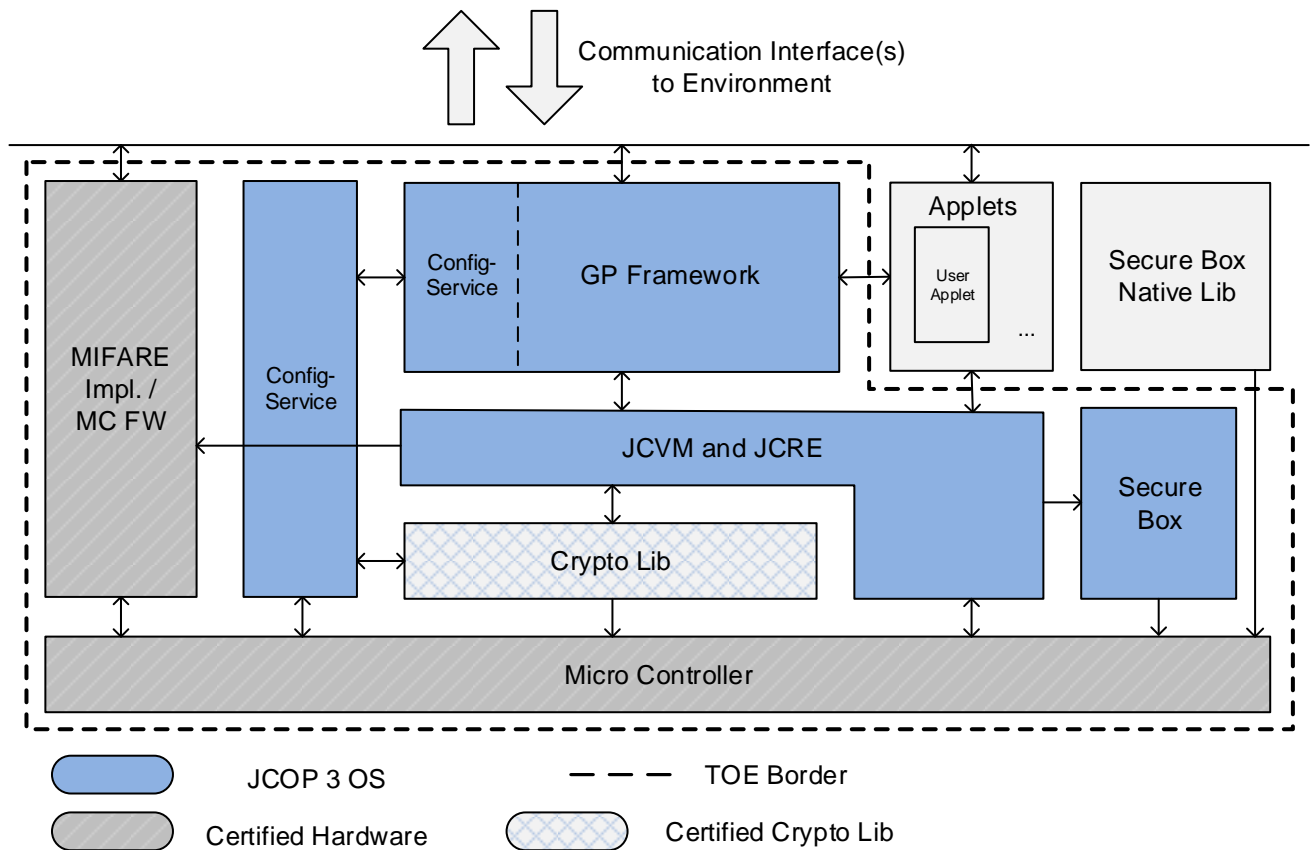 Communication Interface(s)
to Environment
MIFARE
Impl. /
MC FW
Config-
Service
Config-
Service
GP Framework
Applets
User
Applet
...
Secure Box
Native Lib
JCVM and JCRE
Secure
Box
Crypto Lib
Micro Controller
JCOP 3 OS
TOE Border
Certified Hardware
Certified Crypto Lib